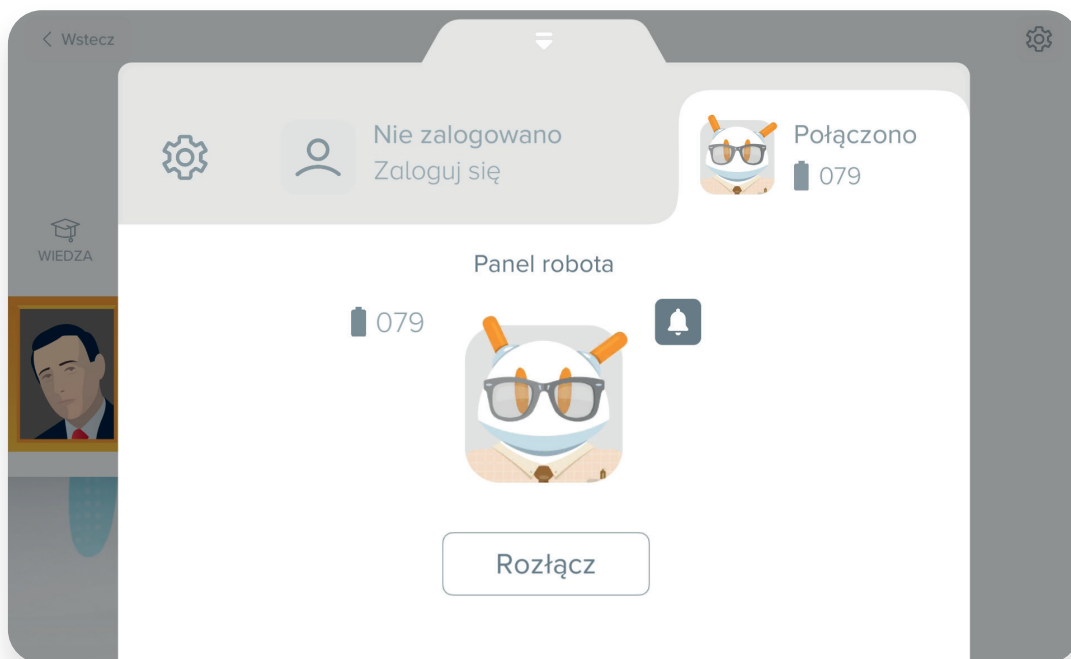 Wstecz
Nie zalogowano
Zaloguj się
Połączono
079
WIEDZA
Panel robota
079
Rozłącz